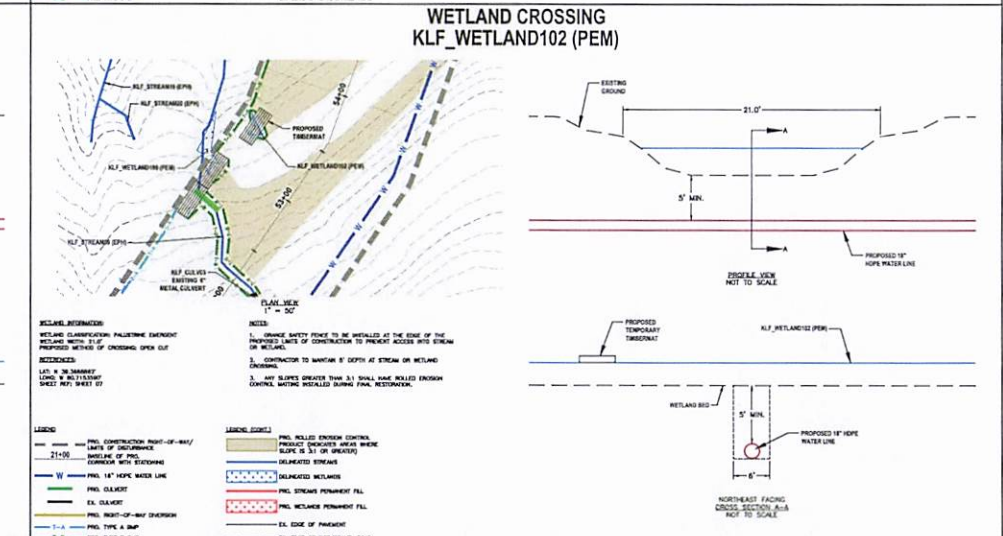 WETLAND CROSSING
KLF_WETLAND102 (PEM)
KLF_STREAM20 (EPH)
PROPOSED
TIMBERMAT
KLF_WETLAND102 (PEM)
54+00
53+00
W
W
W
W
EXISTING 6"
METAL CULVERT
PLAN VIEW
1" = 50'
EXISTING
GROUND
21.0'
A
5' MIN.
A
PROPOSED 18"
HDPE WATER LINE
PROFILE VIEW
NOT TO SCALE
WETLAND INFORMATION:
WETLAND CLASSIFICATION: PALUSTRINE EMERGENT
WETLAND WIDTH: 21.0'
PROPOSED METHOD OF CROSSING: OPEN CUT
REFERENCES:
SHEET REF: SHEET 07
NOTES:
1. ORANGE SAFETY FENCE TO BE INSTALLED AT THE EDGE OF THE
PROPOSED LIMITS OF CONSTRUCTION TO PREVENT ACCESS INTO STREAM
OR WETLAND.
CONTRACTOR TO MAINTAIN 5' DEPTH AT STREAM OR WETLAND
CROSSING.
3. ANY SLOPES GREATER THAN 3:1 SHALL HAVE ROLLED EROSION
CONTROL MATTING INSTALLED DURING FINAL RESTORATION.
PROPOSED
TEMPORARY
TIMBERMAT
KLF_WETLAND102 (PEM)
WETLAND BED
5' MIN.
PROPOSED 18" HDPE
WATER LINE
6"
NORTHEAST FACING
CROSS SECTION A-A
NOT TO SCALE
LEGEND
PRO. CONSTRUCTION RIGHT-OF-WAY/
LIMITS OF DISTURBANCE
21+00
BASELINE OF PRO.
CORRIDOR WITH STATIONING
W
PRO. 18" HDPE WATER LINE
PRO. CULVERT
EX. CULVERT
PRO. RIGHT-OF-WAY DIVERSION
T-A
PRO. TYPE A BMP
LEGEND (CONT.)
PRO. ROLLED EROSION CONTROL
PRODUCT (INDICATES AREAS WHERE
SLOPE IS 3:1 OR GREATER)
DELINEATED STREAMS
DELINEATED WETLANDS
PRO. STREAMS PERMANENT FILL
PRO. WETLANDS PERMANENT FILL
EX. EDGE OF PAVEMENT